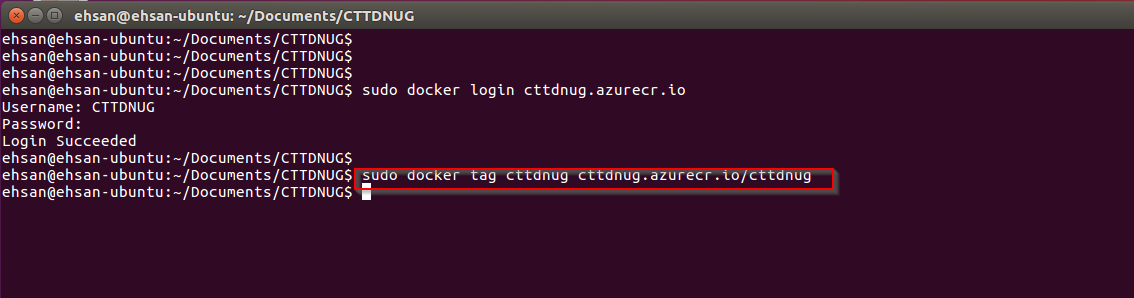 ehsan@ehsan-ubuntu: ~/Documents/CTTDNUG
ehsan@ehsan-ubuntu:~/Documents/CTTDNUG$
ehsan@ehsan-ubuntu:~/Documents/CTTDNUG$
ehsan@ehsan-ubuntu:~/Documents/CTTDNUG$
ehsan@ehsan-ubuntu:~/Documents/CTTDNUG$ sudo docker login cttdnug.azurecr.io
Username: CTTDNUG
Password:
Login Succeeded
ehsan@ehsan-ubuntu:~/Documents/CTTDNUG$
ehsan@ehsan-ubuntu:~/Documents/CTTDNUG$ sudo docker tag cttdnug cttdnug.azurecr.io/cttdnug
ehsan@ehsan-ubuntu:~/Documents/CTTDNUG$